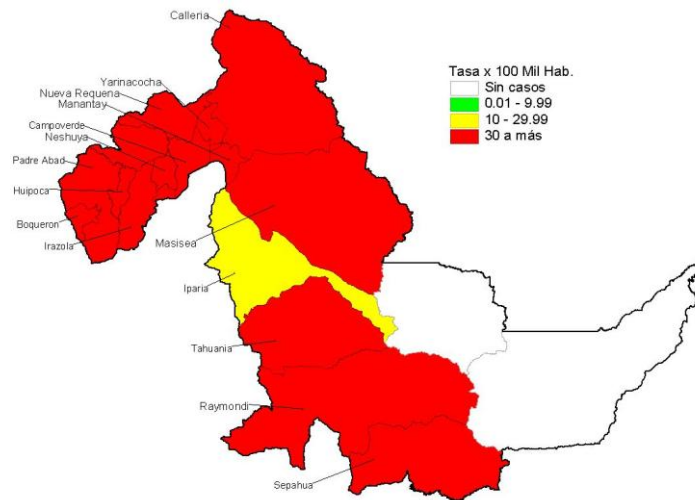 Calleria
Yarinacocha
Nueva Requena
Manantay
Campoverde
Neshuya
Padre Abad
Huipoca
Boqueron
Irazola
Masisea
Iparia
Tahuania
Raymondi
Sepahua
Tasa x 100 Mil Hab.
Sin casos
0.01 - 9.99
10 - 29.99
30 a más